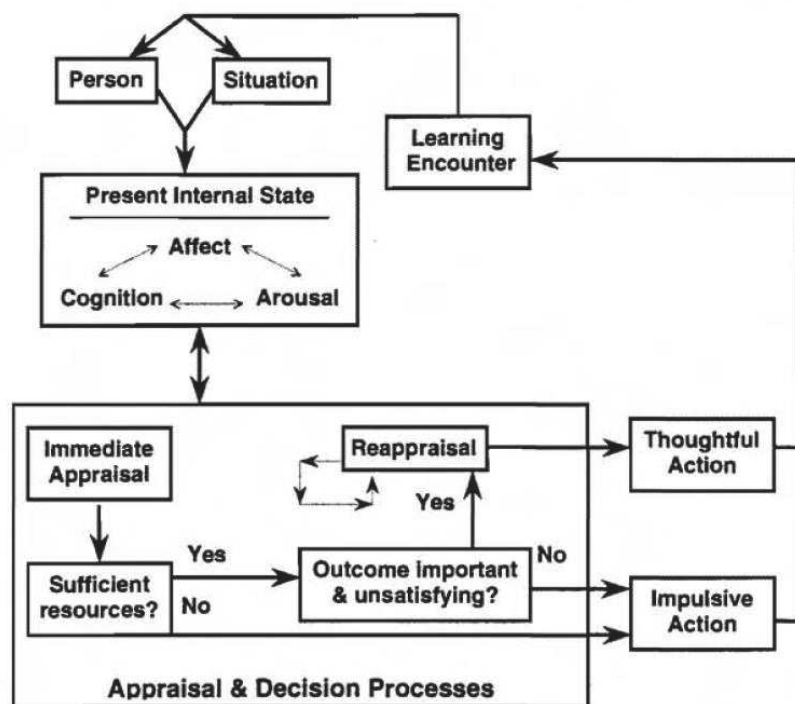 Person
Situation
Learning
Encounter
Present Internal State
Affect
Cognition
Arousal
Immediate
Appraisal
Reappraisal
Thoughtful
Action
Yes
Yes
No
Sufficient
resources?
No
Outcome important
& unsatisfying?
Impulsive
Action
Appraisal & Decision Processes